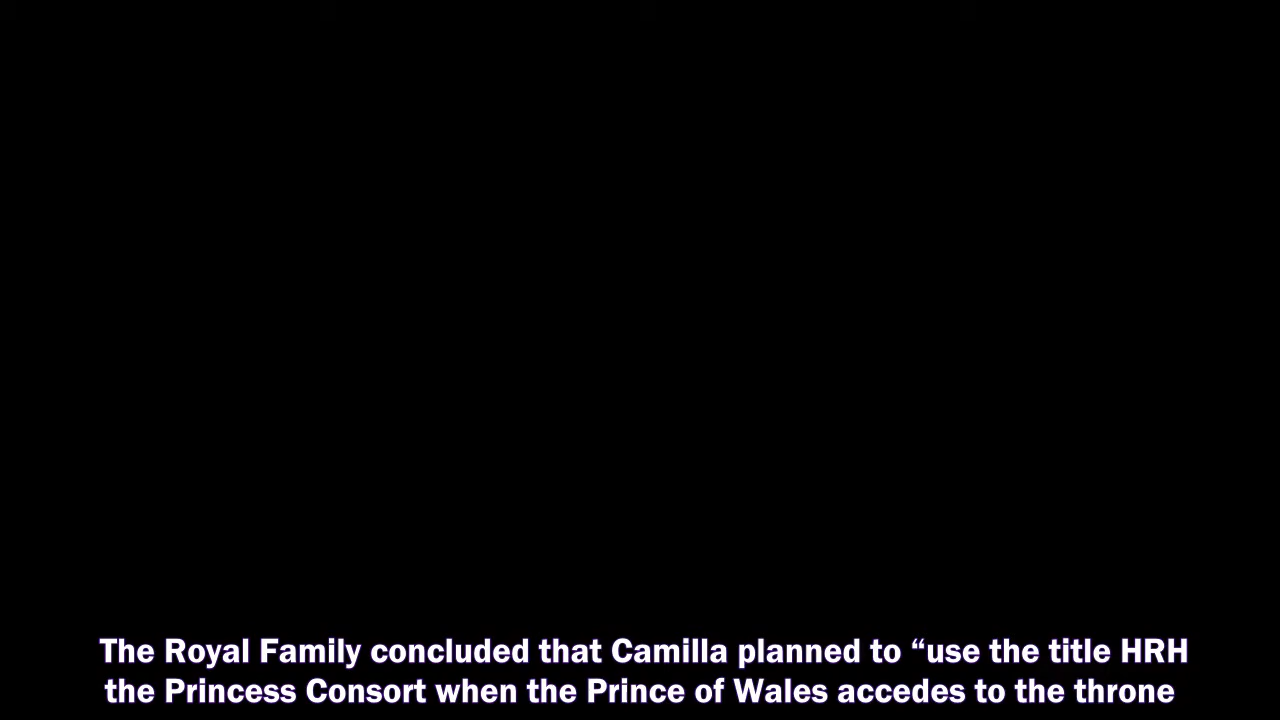 The Royal Family concluded that Camilla planned to “use the title HRH
the Princess Consort when the Prince of Wales accedes to the throne